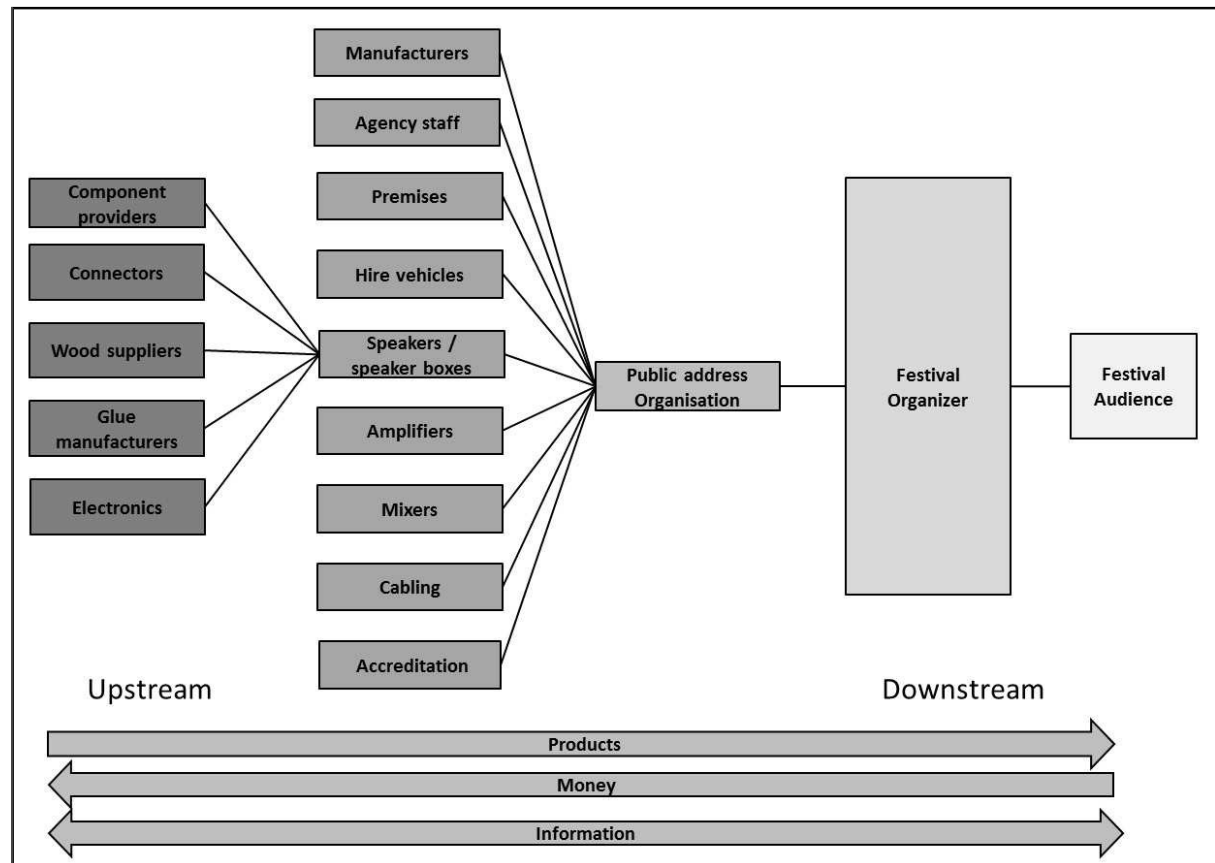 Component
providers
Connectors
Wood suppliers
Glue
manufacturers
Electronics
Manufacturers
Agency staff
Premises
Hire vehicles
Speakers /
speaker boxes
Amplifiers
Mixers
Cabling
Accreditation
Public address
Organisation
Festival
Organizer
Festival
Audience
Upstream
Downstream
Products
Money
Information